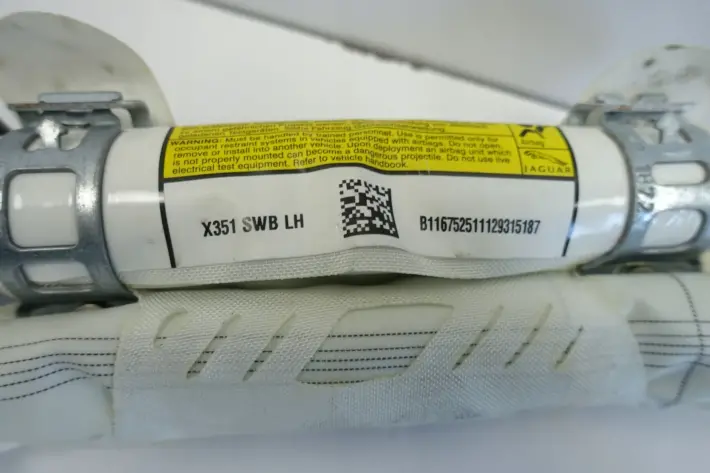 WARNING: Must be handled by trained personnel. Use is permitted only for
occupant restraint systems in vehicles equipped with airbags. Do not open,
remove or install into another vehicle. Upon deployment an airbag unit which
is not properly mounted can become a dangerous projectile. Do not use live
electrical test equipment. Refer to vehicle handbook.
airbag
JAGUAR
X351 SWB LH
B116752511129315187